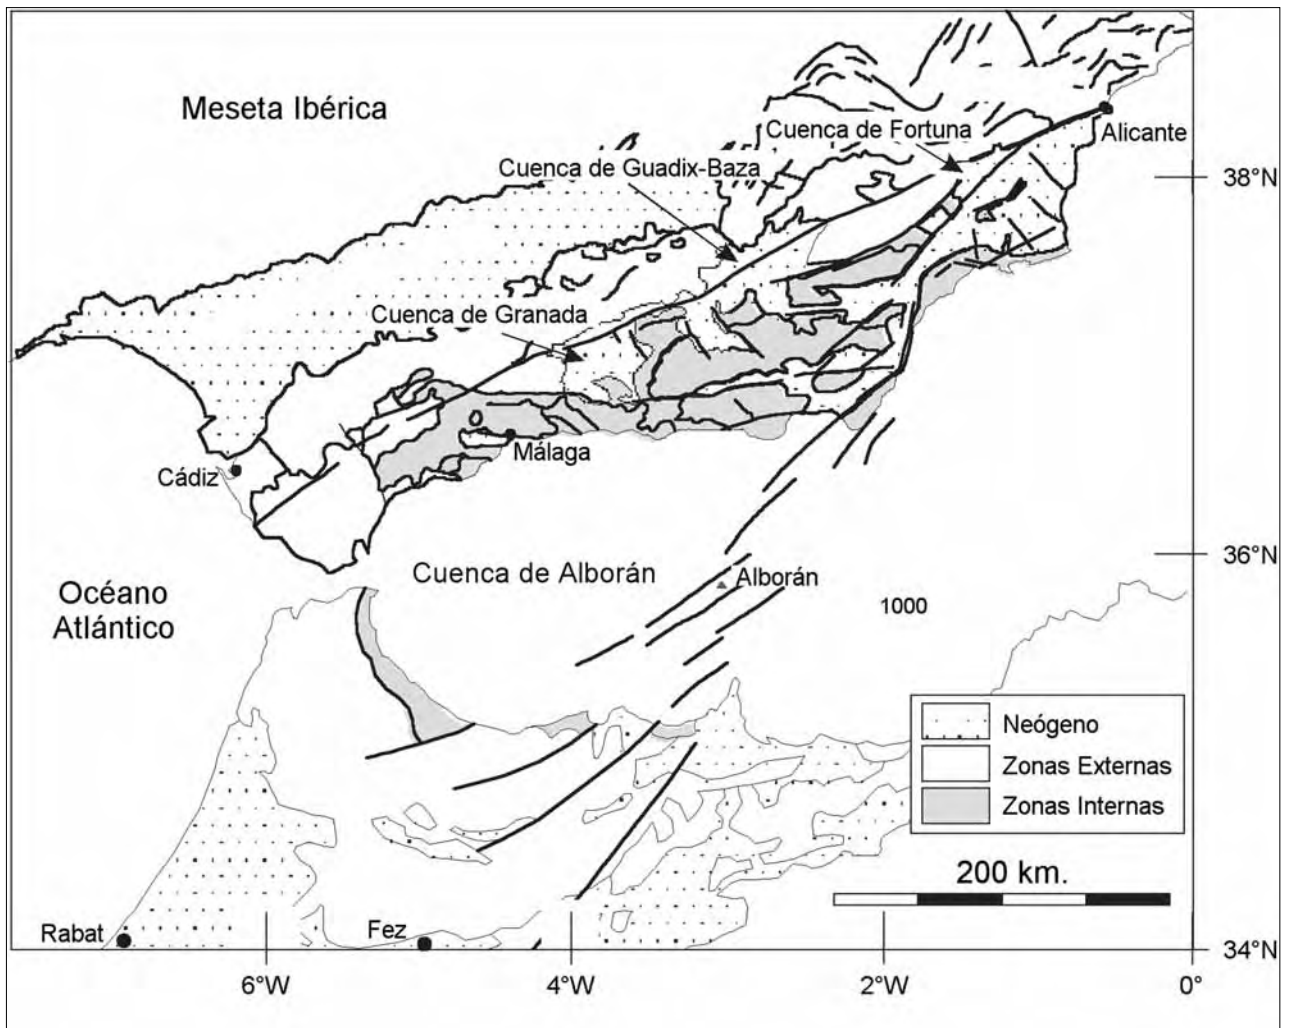 Meseta Ibérica
Cuenca de Fortuna
Alicante
Cuenca de Guadix-Baza
38°N
Cuenca de Granada
Málaga
Cádiz
36°N
Cuenca de Alborán
Alborán
Océano
Atlántico
1000
Neógeno
Zonas Externas
Zonas Internas
200 km.
Rabat
Fez
34°N
6°W
4°W
2°W
0°